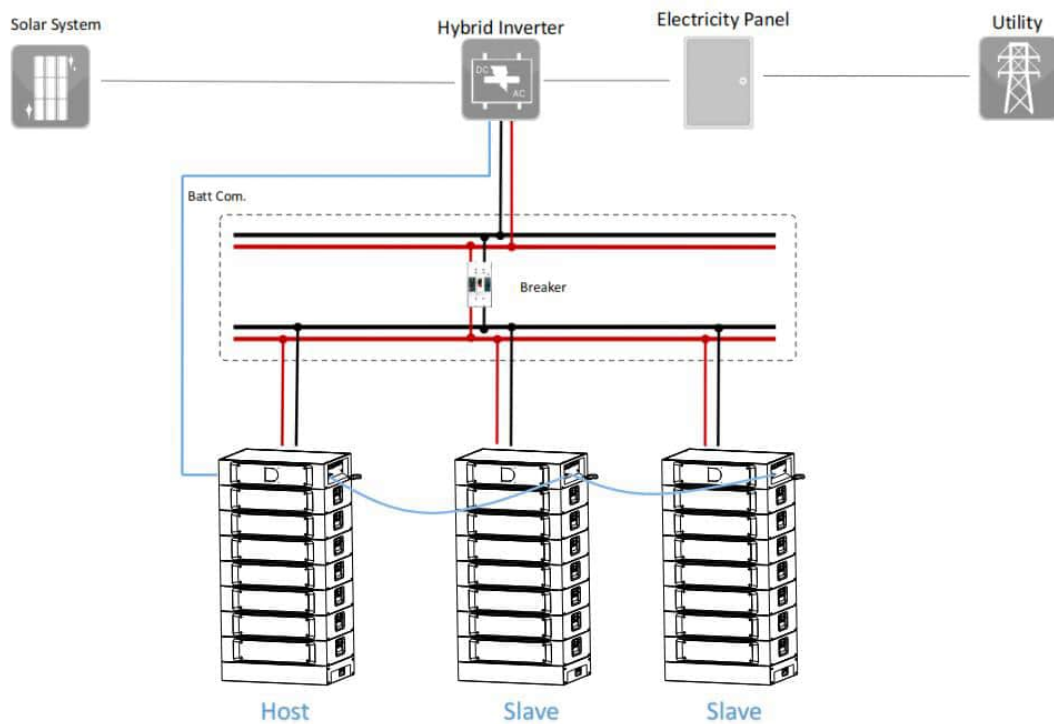 Solar System
Hybrid Inverter
Electricity Panel
Utility
DC
AC
Batt Com.
Breaker
D
D
D
Host
Slave
Slave